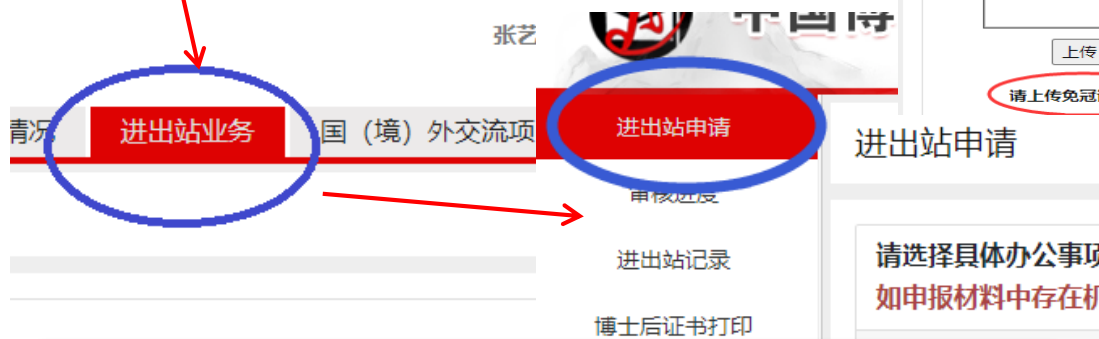 张艺
中国博
上传
请上传免冠
情况
进出站业务
国（境）外交流项
进出站申请
进出站申请
审核进度
进出站记录
博士后证书打印
请选择具体办公事项
如申报材料中存在机